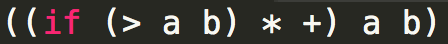 ((if (> a b) * +) a b)